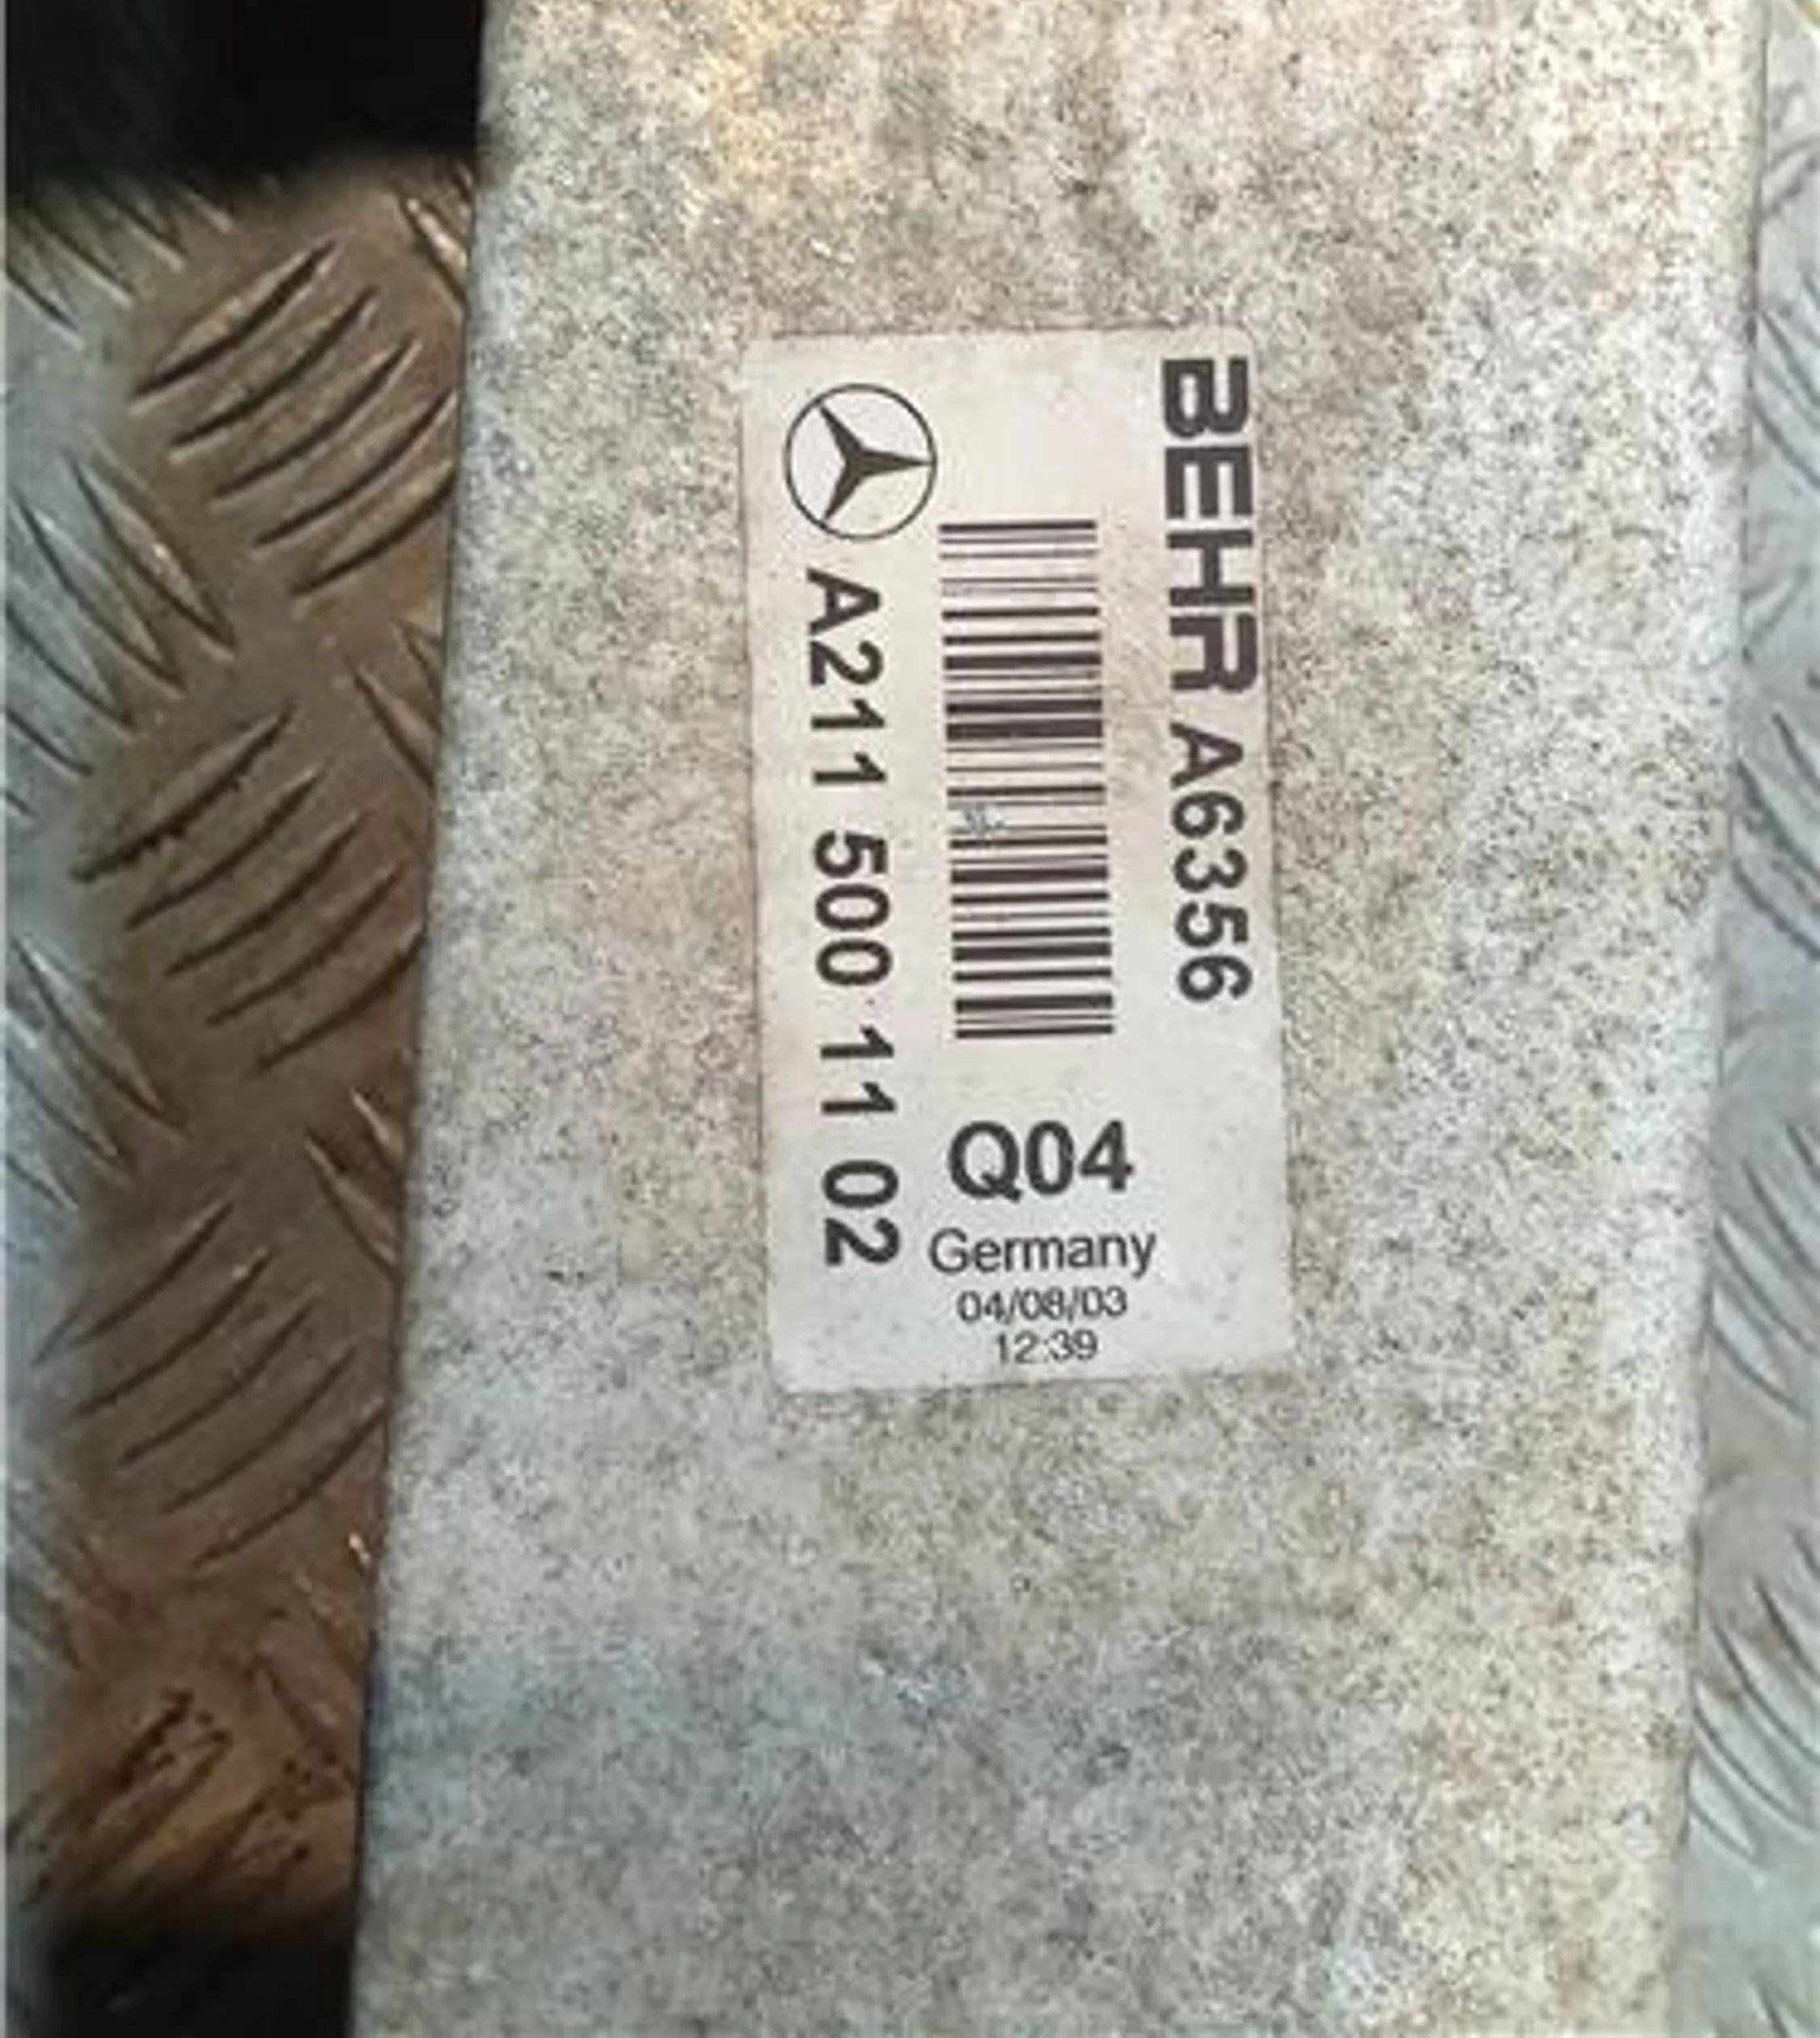 BEHR A6356
A211 500 11 02
Q04
Germany
04/08/03
12:39